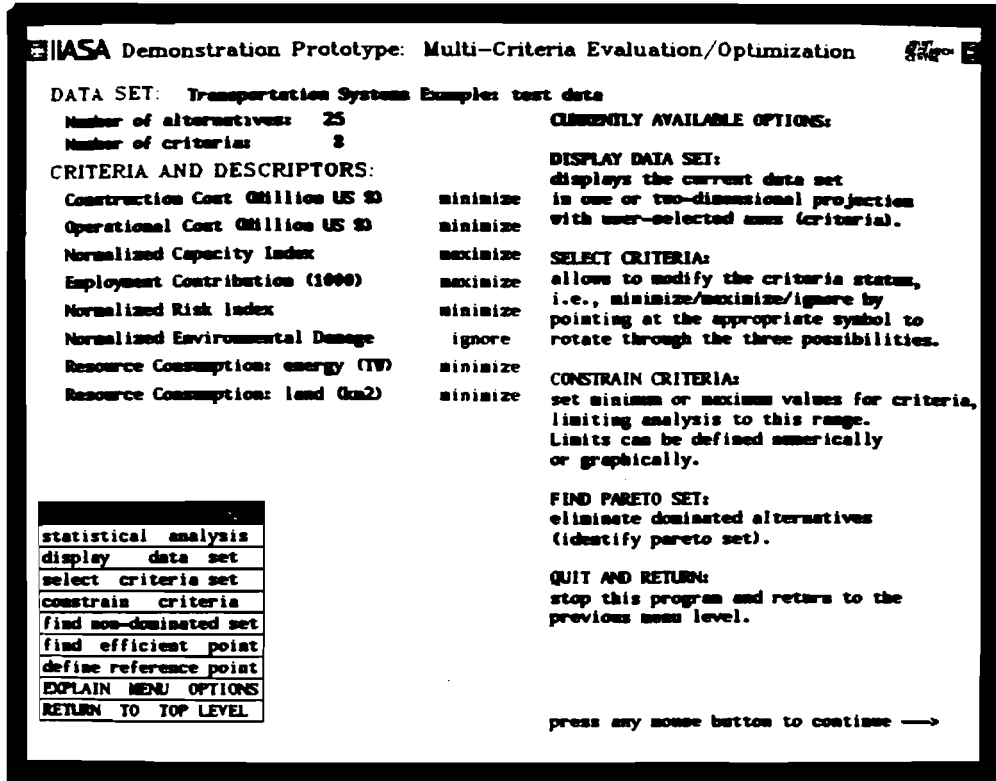 IIASA Demonstration Prototype: Multi-Criteria Evaluation/Optimization
DATA SET: Transportation Systems Example: test data
Number of alternatives: 25
Number of criteria: 8
CRITERIA AND DESCRIPTORS:
Construction Cost (Million US $) minimize
Operational Cost (Million US $) minimize
Normalized Capacity Index maximize
Employment Contribution (1000) maximize
Normalized Risk Index minimize
Normalized Environmental Damage ignore
Resource Consumption: energy (TW) minimize
Resource Consumption: land (km2) minimize
statistical analysis
display data set
select criteria set
constrain criteria
find non-dominated set
find efficient point
define reference point
EXPLAIN MENU OPTIONS
RETURN TO TOP LEVEL
CURRENTLY AVAILABLE OPTIONS:
DISPLAY DATA SET:
displays the current data set
in one or two-dimensional projection
with user-selected axes (criteria).
SELECT CRITERIA:
allows to modify the criteria status,
i.e., minimize/maximize/ignore by
pointing at the appropriate symbol to
rotate through the three possibilities.
CONSTRAIN CRITERIA:
set minimum or maximum values for criteria,
limiting analysis to this range.
Limits can be defined numerically
or graphically.
FIND PARETO SET:
eliminate dominated alternatives
(identify pareto set).
QUIT AND RETURN:
stop this program and return to the
previous menu level.
press any mouse button to continue —>